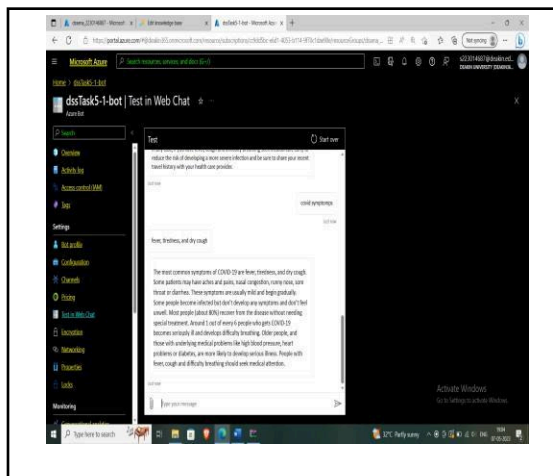 Edit knowledge base
Microsoft Azure
Search resources, services, and docs (G+/)
Home > dssTask5-1-bot
dssTask5-1-bot | Test in Web Chat
Azure Bot
Search
Overview
Activity log
Access control (IAM)
Tags
Settings
Bot profile
Configuration
Channels
Pricing
Test in Web Chat
Encryption
Networking
Properties
Locks
Monitoring
Test
Start over
reduce the risk of developing a more severe infection and be sure to share your recent
travel history with your health care provider.
Just now
covid symptomps
Just now
fever, tiredness, and dry cough
The most common symptoms of COVID-19 are fever, tiredness, and dry cough.
Some patients may have aches and pains, nasal congestion, runny nose, sore
throat or diarrhea. These symptoms are usually mild and begin gradually.
Some people become infected but don't develop any symptoms and don't feel
unwell. Most people (about 80%) recover from the disease without needing
special treatment. Around 1 out of every 6 people who gets COVID-19
becomes seriously ill and develops difficulty breathing. Older people, and
those with underlying medical problems like high blood pressure, heart
problems or diabetes, are more likely to develop serious illness. People with
fever, cough and difficulty breathing should seek medical attention.
Just now
Type your message
Activate Windows
Go to Settings to activate Windows.
Type here to search
32°C Partly sunny
ENG